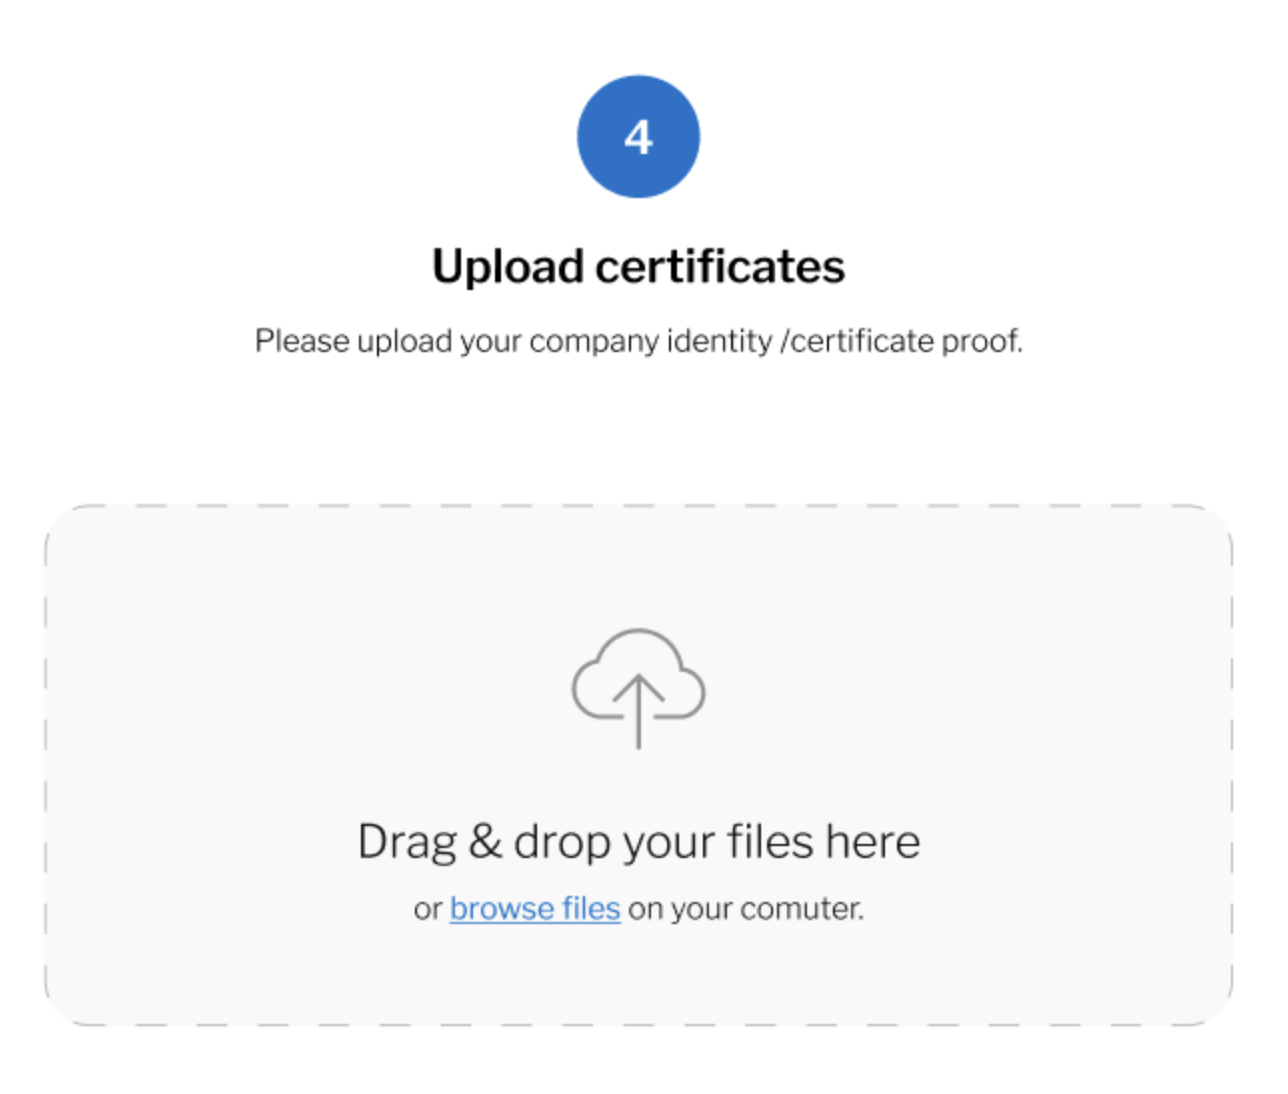 4
Upload certificates
Please upload your company identity /certificate proof.
Drag & drop your files here
or browse files on your comuter.